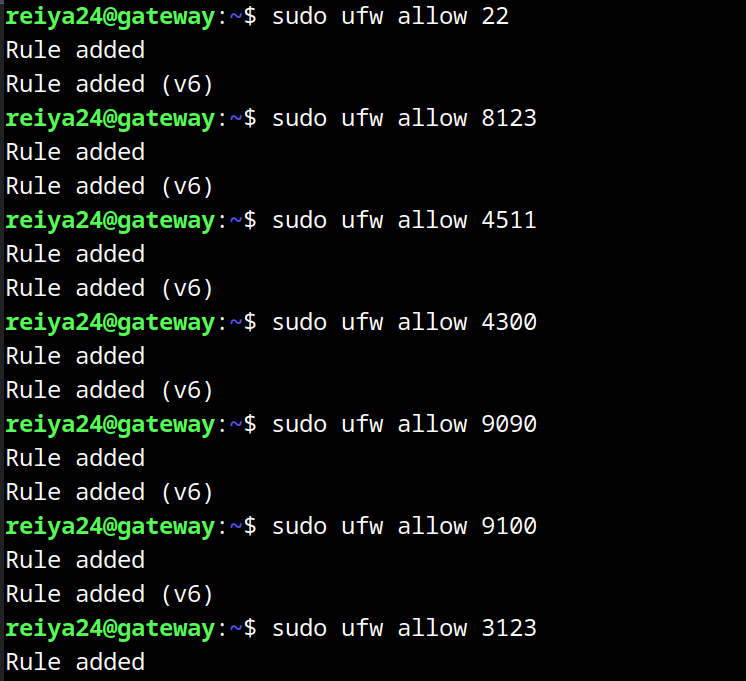 reiya24@gateway:~$ sudo ufw allow 22
Rule added
Rule added (v6)
reiya24@gateway:~$ sudo ufw allow 8123
Rule added
Rule added (v6)
reiya24@gateway:~$ sudo ufw allow 4511
Rule added
Rule added (v6)
reiya24@gateway:~$ sudo ufw allow 4300
Rule added
Rule added (v6)
reiya24@gateway:~$ sudo ufw allow 9090
Rule added
Rule added (v6)
reiya24@gateway:~$ sudo ufw allow 9100
Rule added
Rule added (v6)
reiya24@gateway:~$ sudo ufw allow 3123
Rule added